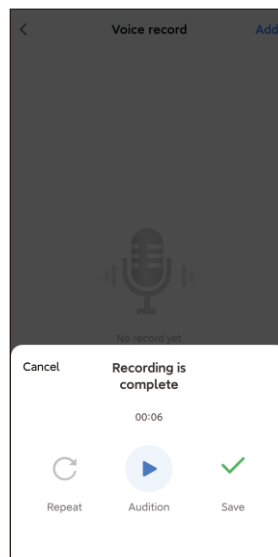 Voice record Add
No record yet
Cancel Recording is
complete
00:06
Repeat Audition Save